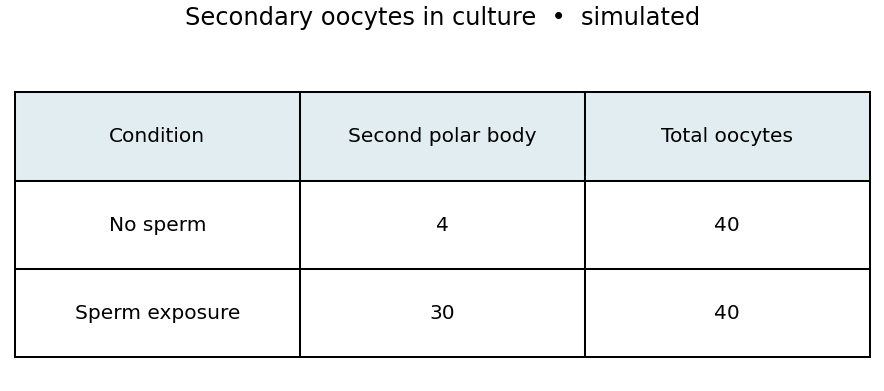 Secondary oocytes in culture • simulated
Condition Second polar body Total oocytes
No sperm 4 40
Sperm exposure 30 40